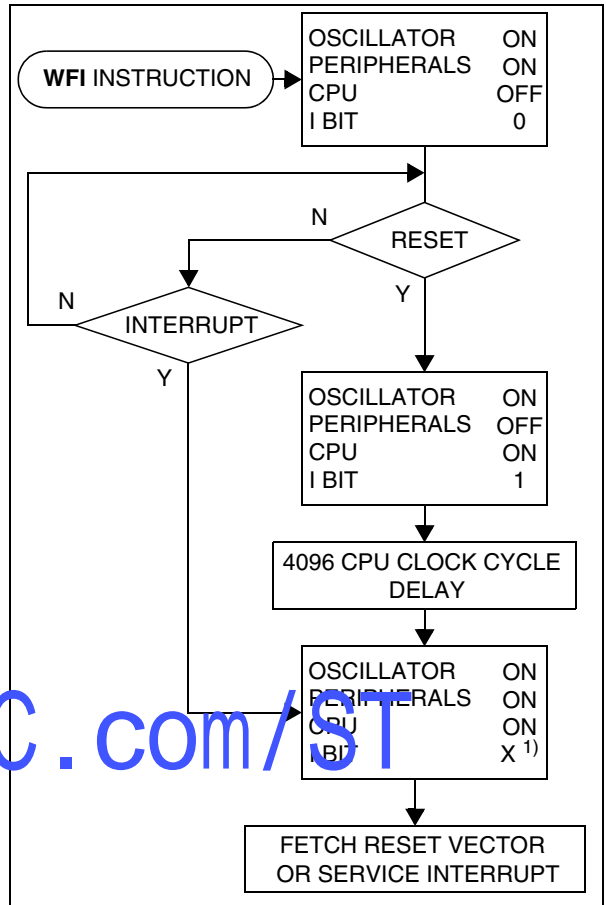 WFI INSTRUCTION
OSCILLATOR ON
PERIPHERALS ON
CPU OFF
I BIT 0
N
RESET
Y
N
INTERRUPT
Y
OSCILLATOR ON
PERIPHERALS OFF
CPU ON
I BIT 1
4096 CPU CLOCK CYCLE
DELAY
OSCILLATOR ON
PERIPHERALS ON
CPU ON
I BIT X 1)
C.com/ST
FETCH RESET VECTOR
OR SERVICE INTERRUPT